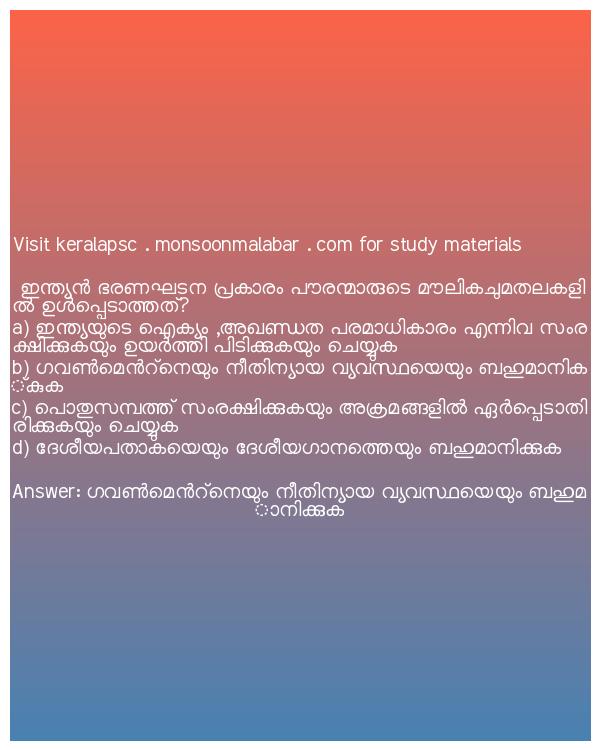 Visit keralapsc . monsoonmalabar . com for study materials
ഇന്ത്യൻ ഭരണഘടന പ്രകാരം പൗരന്മാരുടെ മൗലികചുമതലകളി
ൽ ഉൾപ്പെടാത്തത്?
a) ഇന്ത്യയുടെ ഐക്യം ,അഖണ്ഡത പരമാധികാരം എന്നിവ സംര
ക്ഷിക്കുകയും ഉയർത്തി പിടിക്കുകയും ചെയ്യുക
b) ഗവൺമെൻറ്നെയും നീതിന്യായ വ്യവസ്ഥയെയും ബഹുമാനിക
്കുക
c) പൊതുസമ്പത്ത് സംരക്ഷിക്കുകയും അക്രമങ്ങളിൽ ഏർപ്പെടാതി
രിക്കുകയും ചെയ്യുക
d) ദേശീയപതാകയെയും ദേശീയഗാനത്തെയും ബഹുമാനിക്കുക
Answer: ഗവൺമെൻറ്നെയും നീതിന്യായ വ്യവസ്ഥയെയും ബഹുമ
ാനിക്കുക